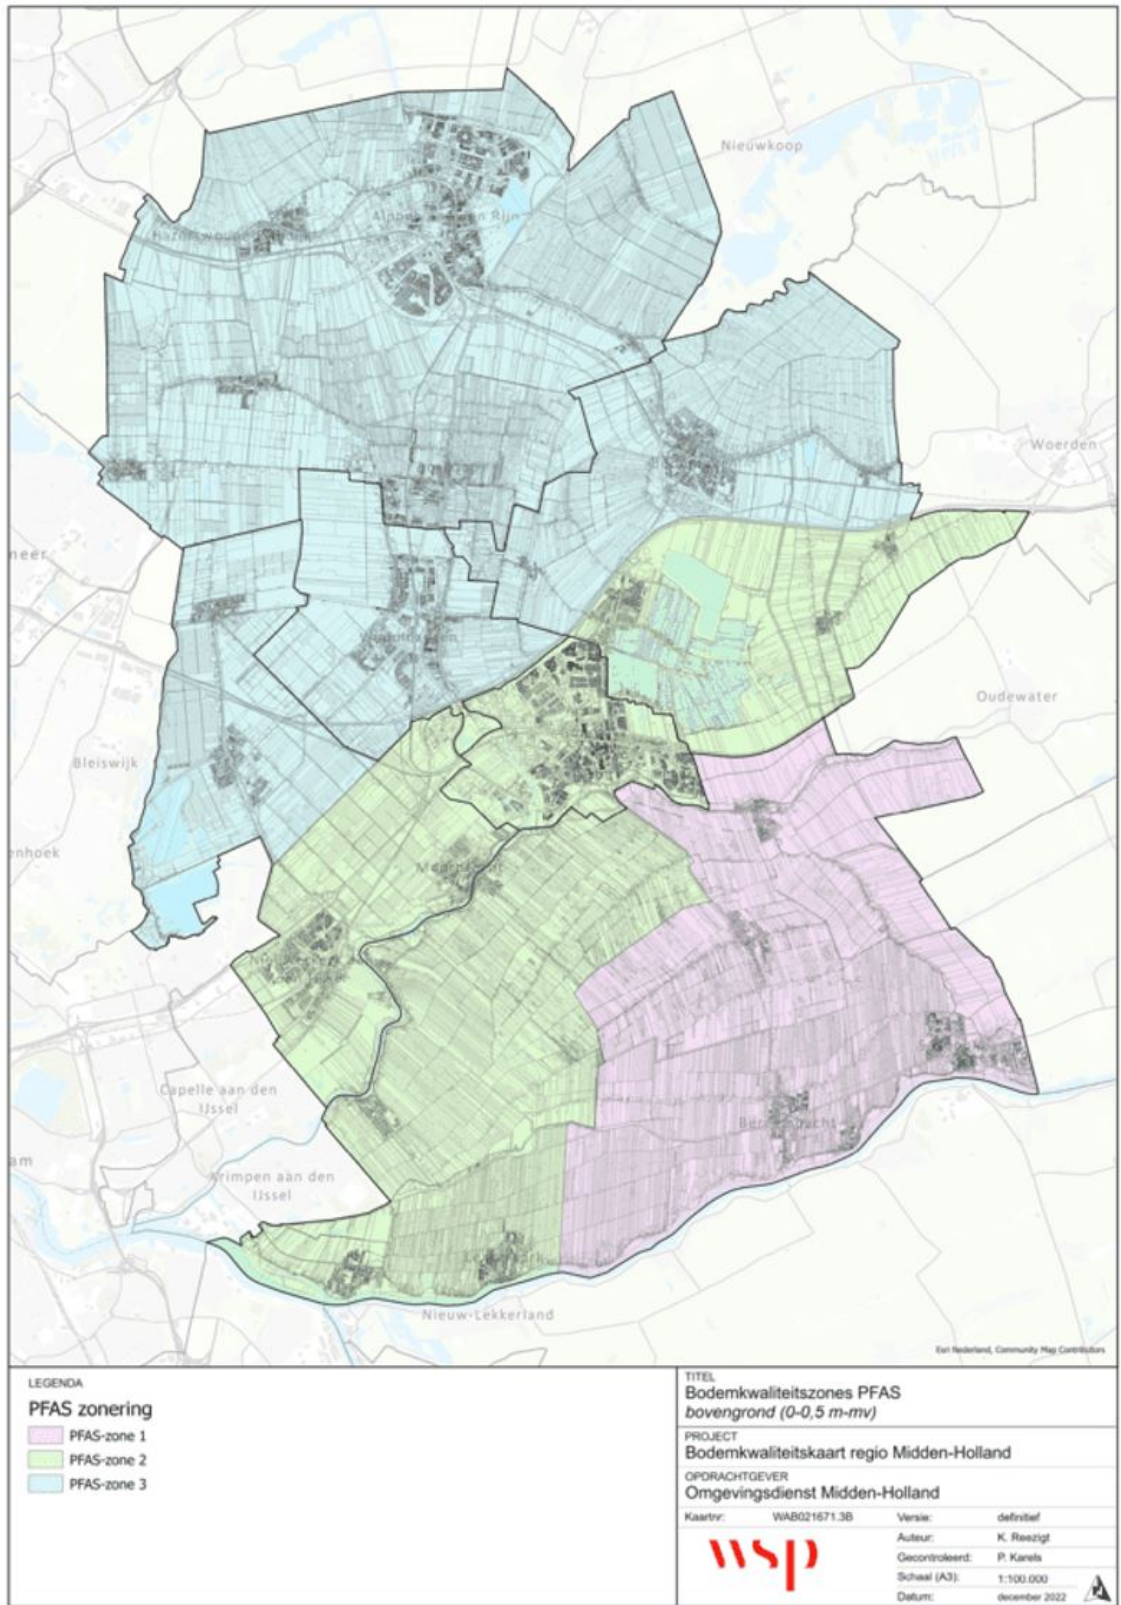 Nieuwkoop
Woerden
neer
Oudewater
Bleiswijk
enhoek
Capelle aan den
IJssel
am
Krimpen aan den
IJssel
Nieuw-Lekkerland
Esri Nederland, Community Map Contributors
LEGENDA
PFAS zonering
PFAS-zone 1
PFAS-zone 2
PFAS-zone 3
TITEL
Bodemkwaliteitszones PFAS
bovengrond (0-0,5 m-mv)
PROJECT
Bodemkwaliteitskaart regio Midden-Holland
OPDRACHTGEVER
Omgevingsdienst Midden-Holland
Kaartnr: WAB021671.3B Versie: definitief
Auteur: K. Reezigt
Gecontroleerd: P. Karels
Schaal (A3): 1:100.000
Datum: december 2022
wsp